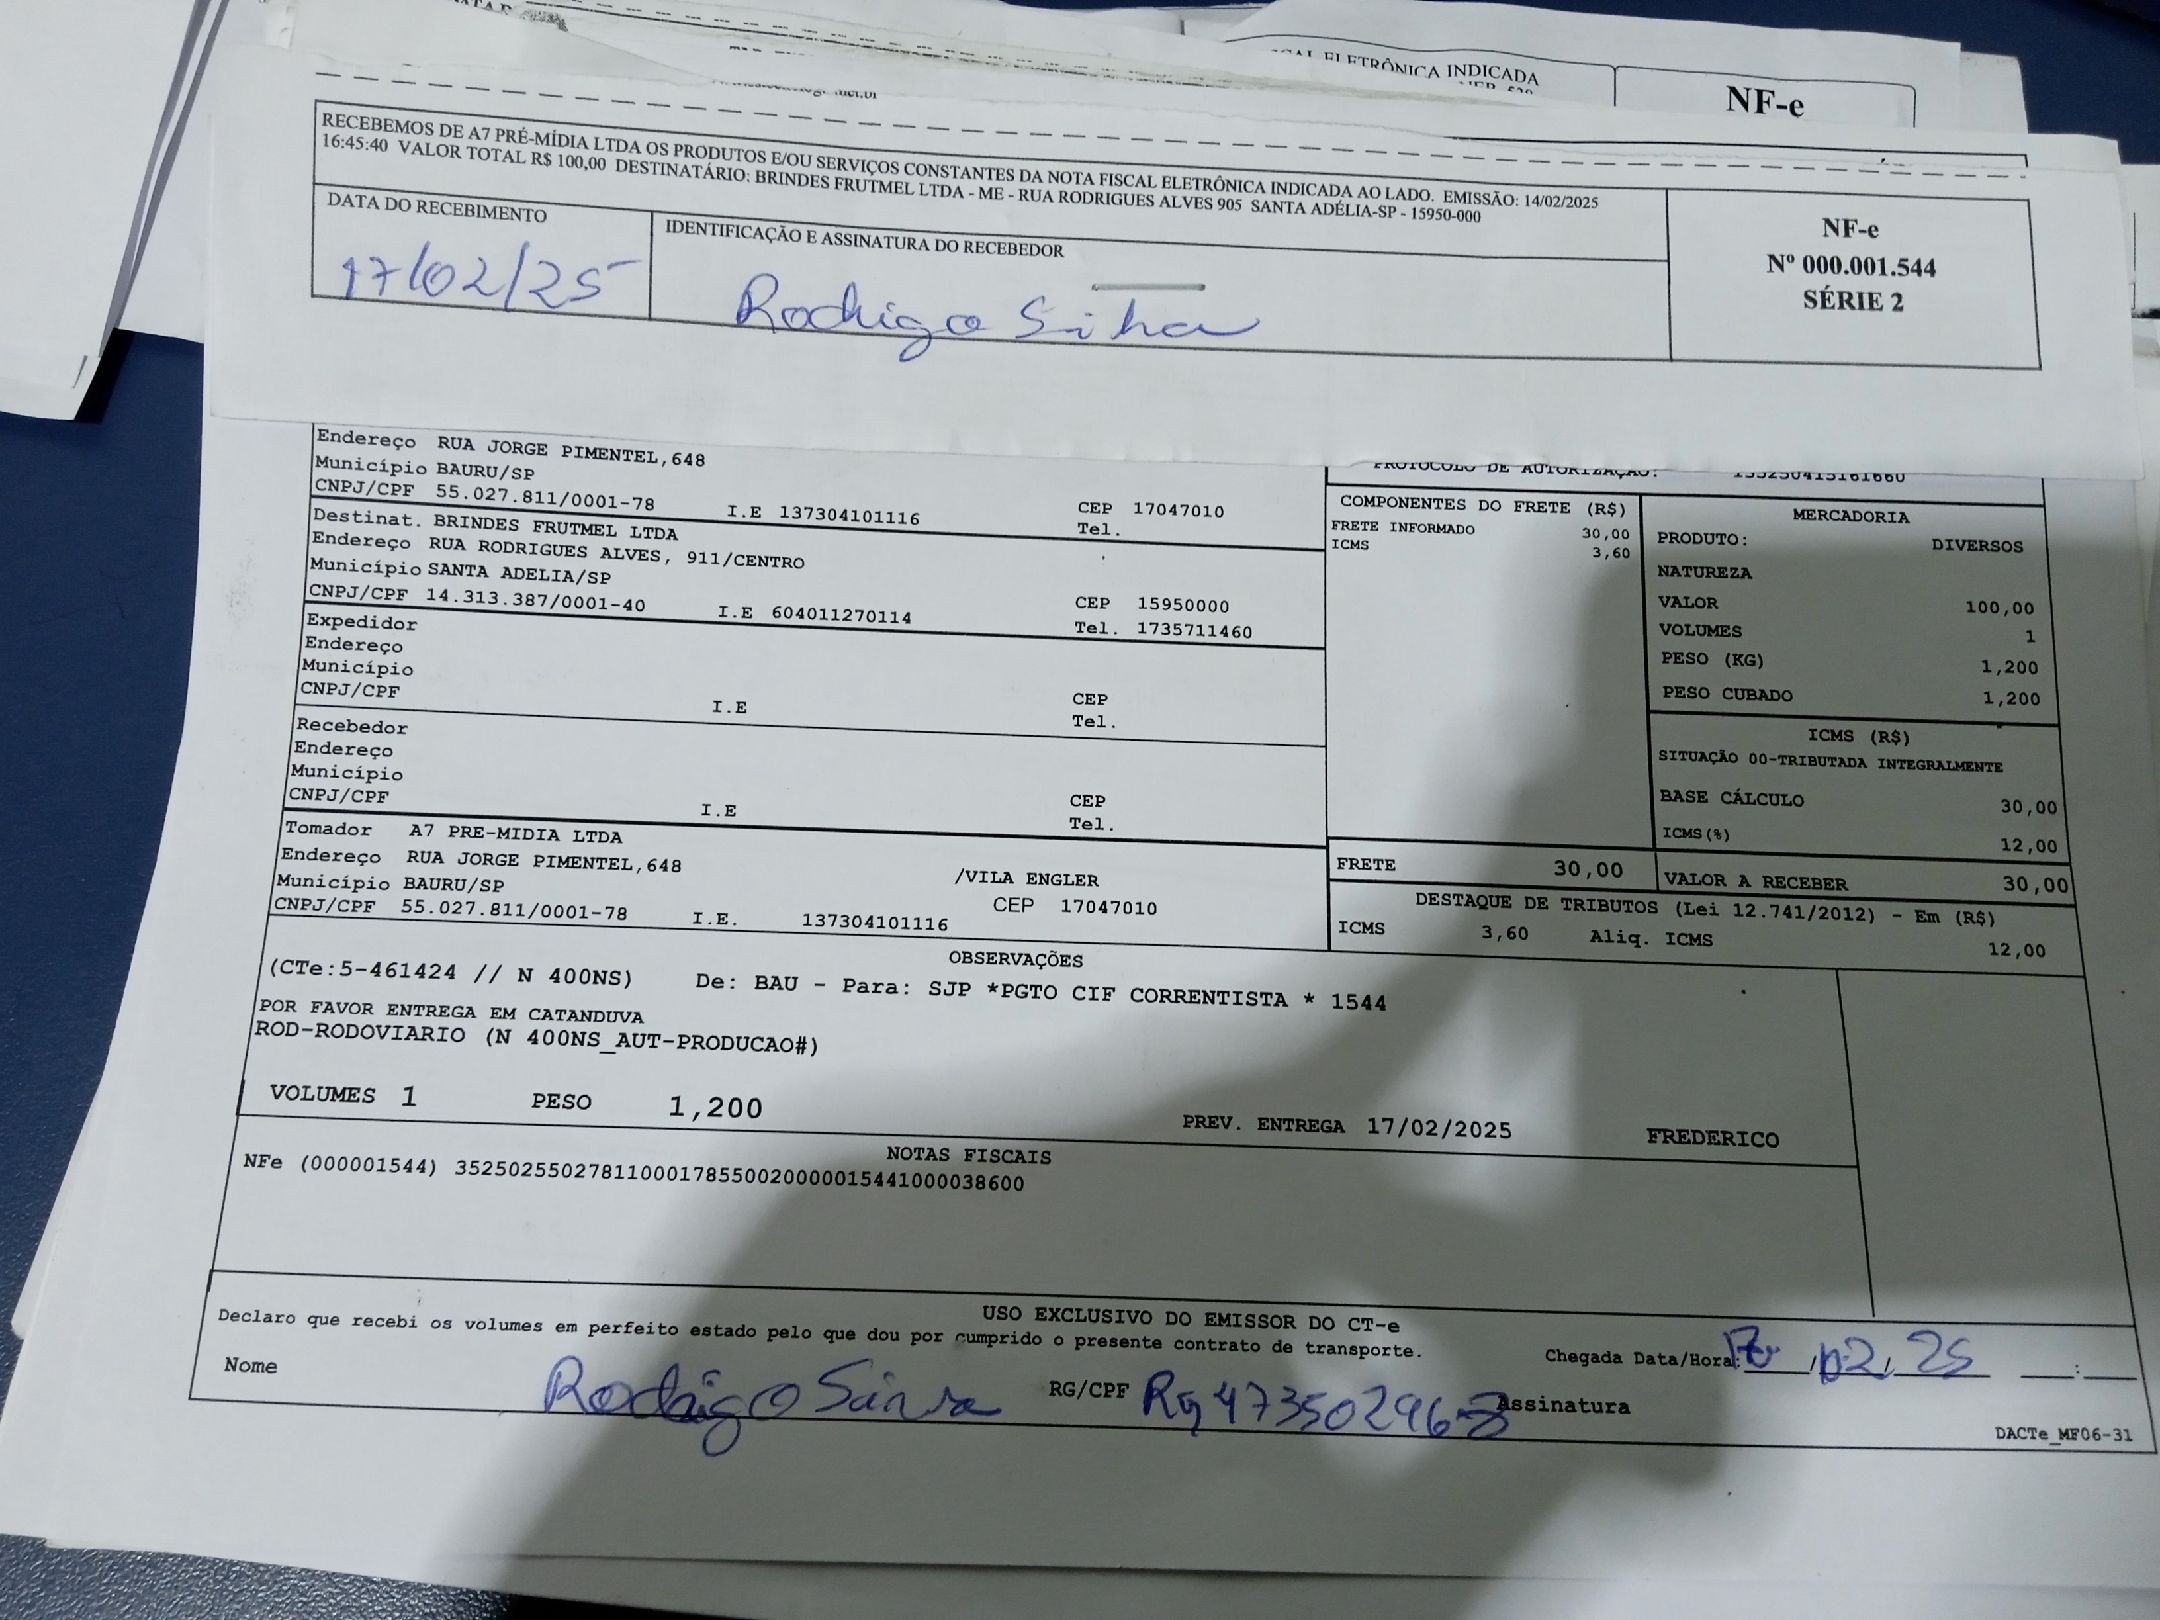 CAL ELETRÔNICA INDICADA
NF-e
RECEBEMOS DE A7 PRÉ-MÍDIA LTDA OS PRODUTOS E/OU SERVIÇOS CONSTANTES DA NOTA FISCAL ELETRÔNICA INDICADA AO LADO. EMISSÃO: 14/02/2025
16:45:40 VALOR TOTAL R$ 100,00 DESTINATÁRIO: BRINDES FRUTMEL LTDA - ME - RUA RODRIGUES ALVES 905 SANTA ADÉLIA-SP - 15950-000
DATA DO RECEBIMENTO
17/02/25
IDENTIFICAÇÃO E ASSINATURA DO RECEBEDOR
Rodrigo Silva
NF-e
Nº 000.001.544
SÉRIE 2
Endereço RUA JORGE PIMENTEL,648
Município BAURU/SP
CNPJ/CPF 55.027.811/0001-78 I.E 137304101116 CEP 17047010
Tel.
Destinat. BRINDES FRUTMEL LTDA
Endereço RUA RODRIGUES ALVES, 911/CENTRO
Município SANTA ADELIA/SP
CNPJ/CPF 14.313.387/0001-40 I.E 604011270114 CEP 15950000
Tel. 1735711460
Expedidor
Endereço
Município
CNPJ/CPF I.E CEP
Tel.
Recebedor
Endereço
Município
CNPJ/CPF I.E CEP
Tel.
Tomador A7 PRE-MIDIA LTDA
Endereço RUA JORGE PIMENTEL,648 /VILA ENGLER
Município BAURU/SP CEP 17047010
CNPJ/CPF 55.027.811/0001-78 I.E. 137304101116
PROTOCOLO DE AUTORIZAÇÃO: 135250415161660
COMPONENTES DO FRETE (R$)
FRETE INFORMADO 30,00
ICMS 3,60
MERCADORIA
PRODUTO: DIVERSOS
NATUREZA
VALOR 100,00
VOLUMES 1
PESO (KG) 1,200
PESO CUBADO 1,200
ICMS (R$)
SITUAÇÃO 00-TRIBUTADA INTEGRALMENTE
BASE CÁLCULO 30,00
ICMS(%) 12,00
FRETE 30,00 VALOR A RECEBER 30,00
DESTAQUE DE TRIBUTOS (Lei 12.741/2012) - Em (R$)
ICMS 3,60 Aliq. ICMS 12,00
OBSERVAÇÕES
(CTe:5-461424 // N 400NS) De: BAU - Para: SJP *PGTO CIF CORRENTISTA * 1544
POR FAVOR ENTREGA EM CATANDUVA
ROD-RODOVIARIO (N 400NS_AUT-PRODUCAO#)
VOLUMES 1 PESO 1,200 PREV. ENTREGA 17/02/2025 FREDERICO
NOTAS FISCAIS
NFe (000001544) 35250255027811000178550020000015441000038600
USO EXCLUSIVO DO EMISSOR DO CT-e
Declaro que recebi os volumes em perfeito estado pelo que dou por cumprido o presente contrato de transporte.
Chegada Data/Hora: 17/02/25 :
Nome Rodrigo Silva RG/CPF RG 47350296-8 Assinatura
DACTe_MF06-31